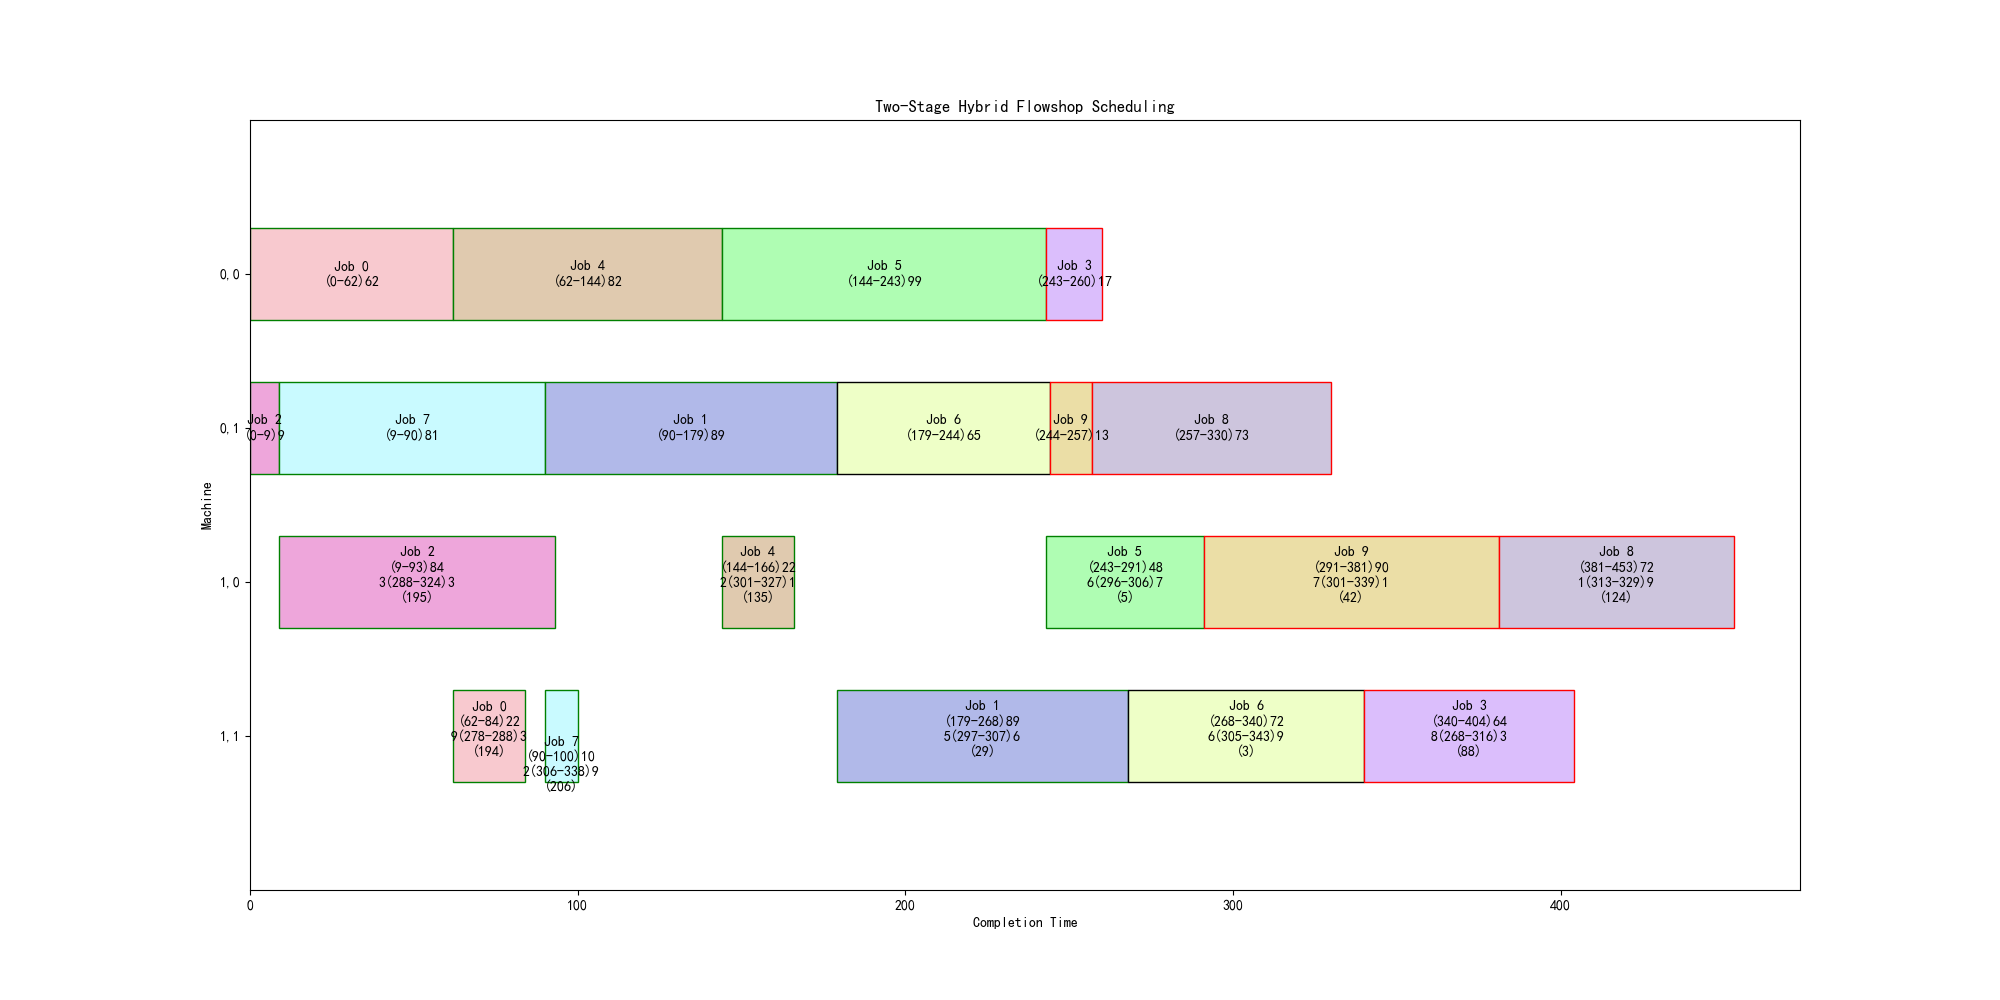 Two-Stage Hybrid Flowshop Scheduling
Machine
0,0
Job 0
(0-62)62
Job 4
(62-144)82
Job 5
(144-243)99
Job 3
(243-260)17
0,1
Job 2
(0-9)9
Job 7
(9-90)81
Job 1
(90-179)89
Job 6
(179-244)65
Job 9
(244-257)13
Job 8
(257-330)73
1,0
Job 2
(9-93)84
3(288-324)3
(195)
Job 4
(144-166)22
2(301-327)1
(135)
Job 5
(243-291)48
6(296-306)7
(5)
Job 9
(291-381)90
7(301-339)1
(42)
Job 8
(381-453)72
1(313-329)9
(124)
1,1
Job 0
(62-84)22
9(278-288)3
(194)
Job 7
(90-100)10
2(306-338)9
(206)
Job 1
(179-268)89
5(297-307)6
(29)
Job 6
(268-340)72
6(305-343)9
(3)
Job 3
(340-404)64
8(268-316)3
(88)
0
100
200
300
400
Completion Time